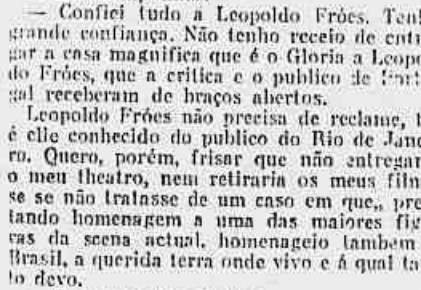 — Confiei tudo a Leopoldo Fróes. Ten
grande confiança. Não tenho receio de ent
gar a casa magnifica que é o Gloria a Leop
do Fróes, que a critica e o publico de
gal receberam de braços abertos.
Leopoldo Fróes não precisa de reclame,
é elle conhecido do publico do Rio de Jan
ro. Quero, porém, frisar que não entregar
o meu theatro, nem retiraria os meus film
se se não tratasse de um caso em que,, pre
tando homenagem a uma das maiores fig
ras da scena actual, homenageio tambem
Brasil, a querida terra onde vivo e á qual ta
to devo.